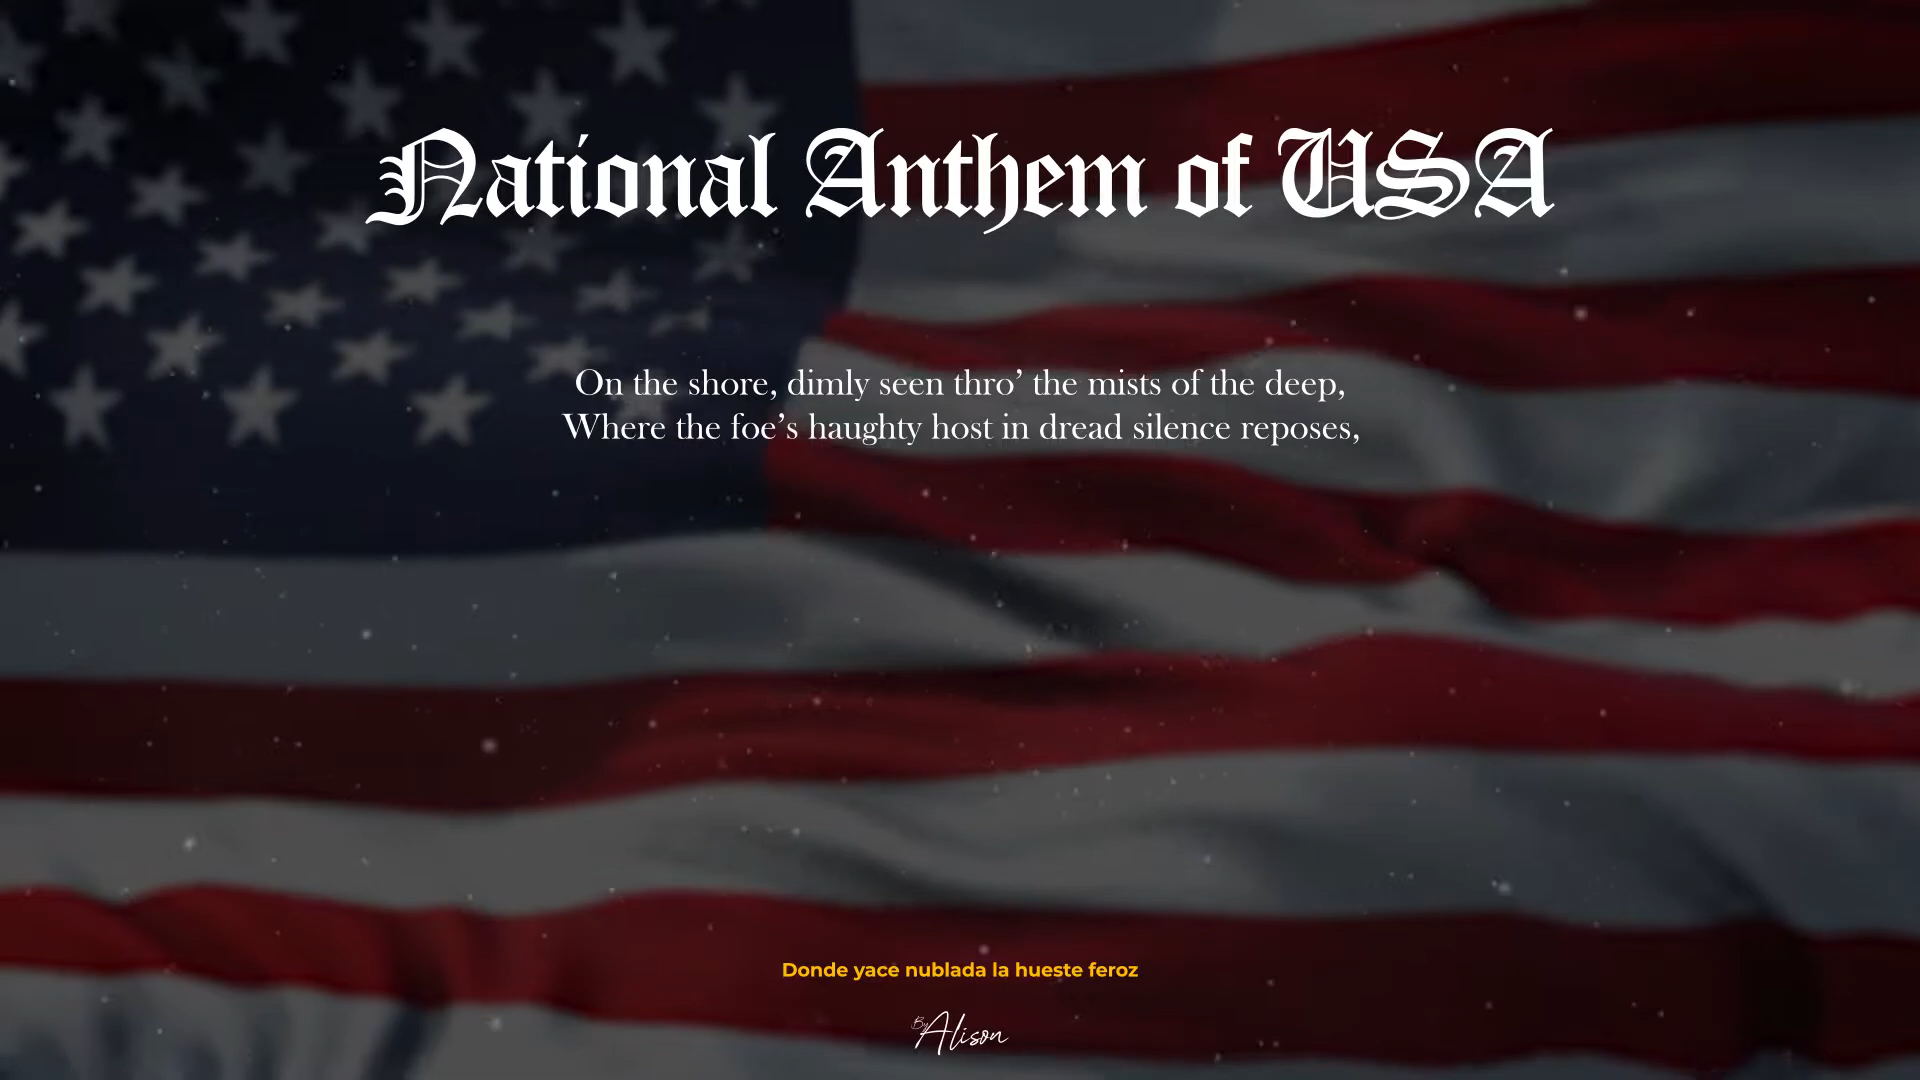 National Anthem of USA
On the shore, dimly seen thro’ the mists of the deep,
Where the foe’s haughty host in dread silence reposes,
Donde yace nublada la hueste feroz
By Alison